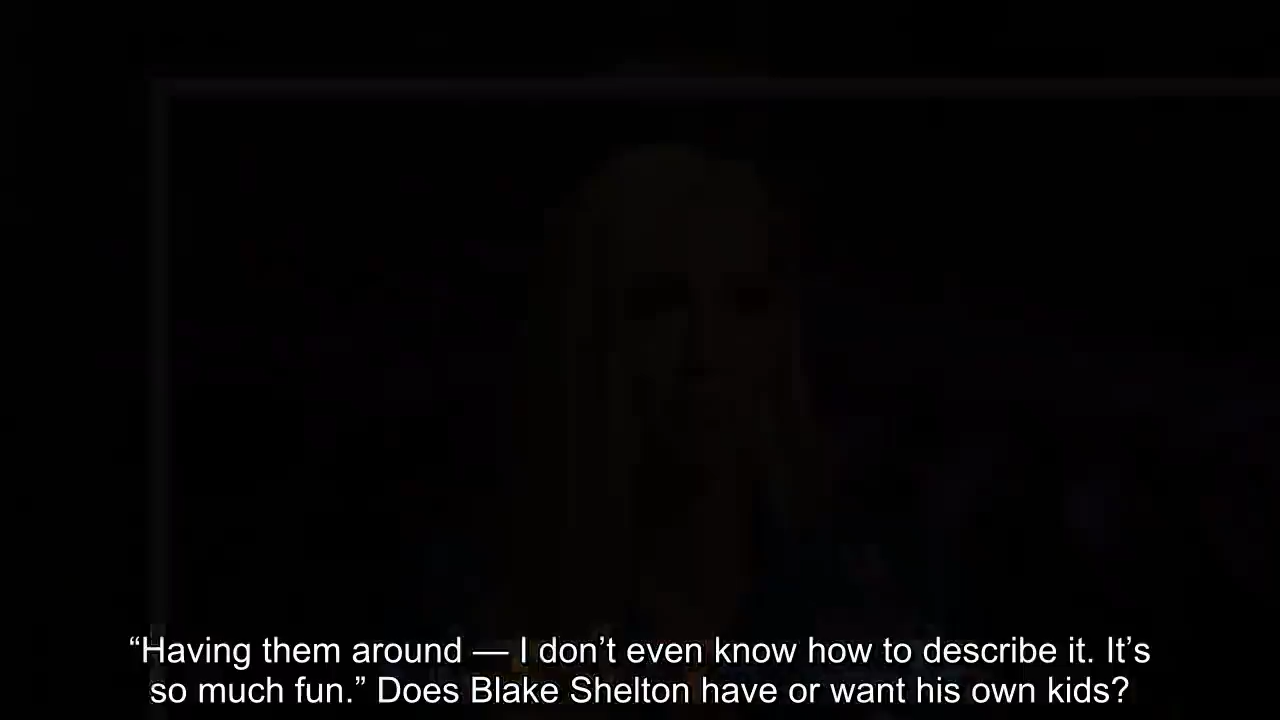 “Having them around — I don’t even know how to describe it. It’s
so much fun.” Does Blake Shelton have or want his own kids?